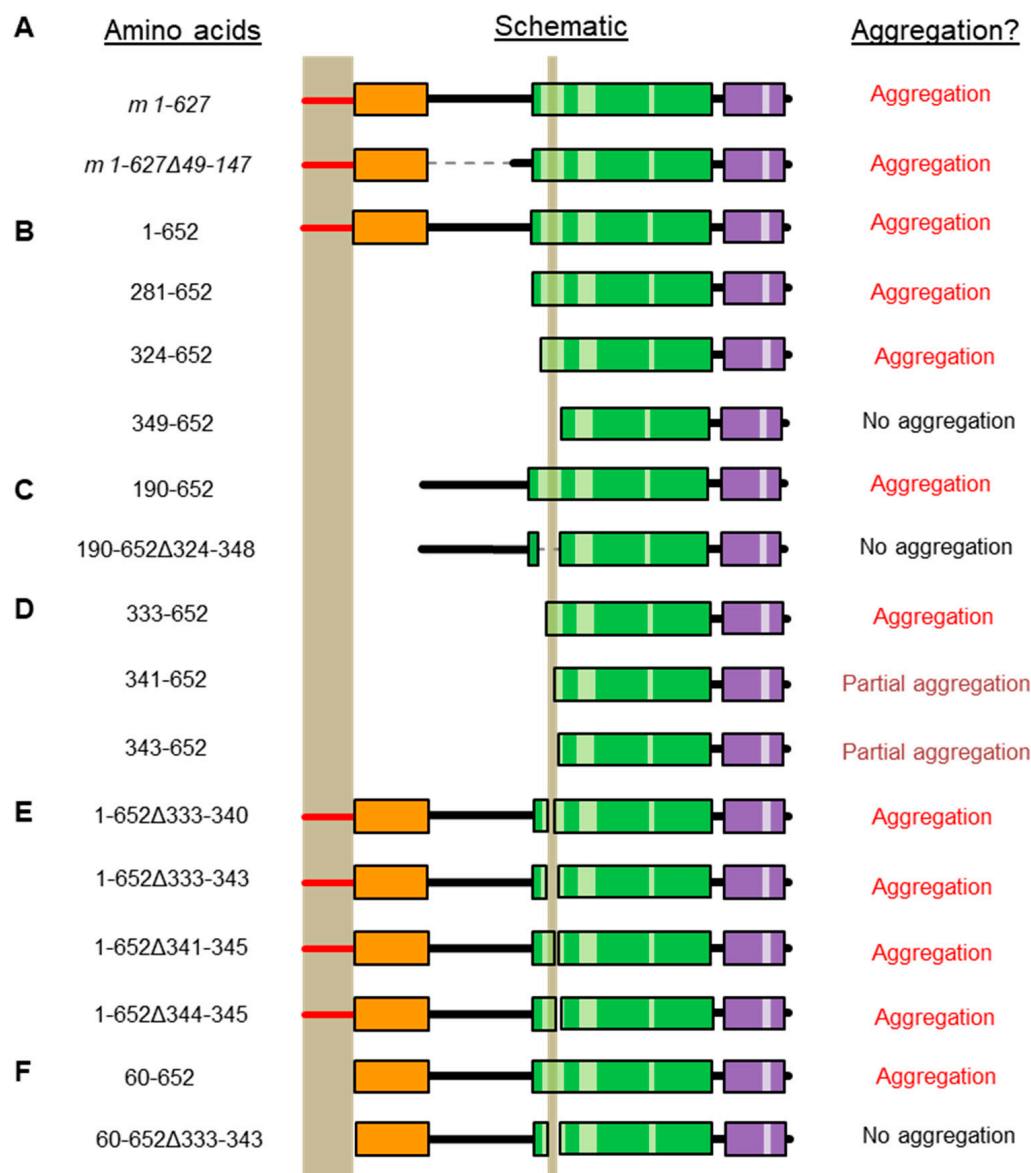 A Amino acids Schematic Aggregation?
m 1-627 Aggregation
m 1-627Δ49-147 Aggregation
B 1-652 Aggregation
281-652 Aggregation
324-652 Aggregation
349-652 No aggregation
C 190-652 Aggregation
190-652Δ324-348 No aggregation
D 333-652 Aggregation
341-652 Partial aggregation
343-652 Partial aggregation
E 1-652Δ333-340 Aggregation
1-652Δ333-343 Aggregation
1-652Δ341-345 Aggregation
1-652Δ344-345 Aggregation
F 60-652 Aggregation
60-652Δ333-343 No aggregation